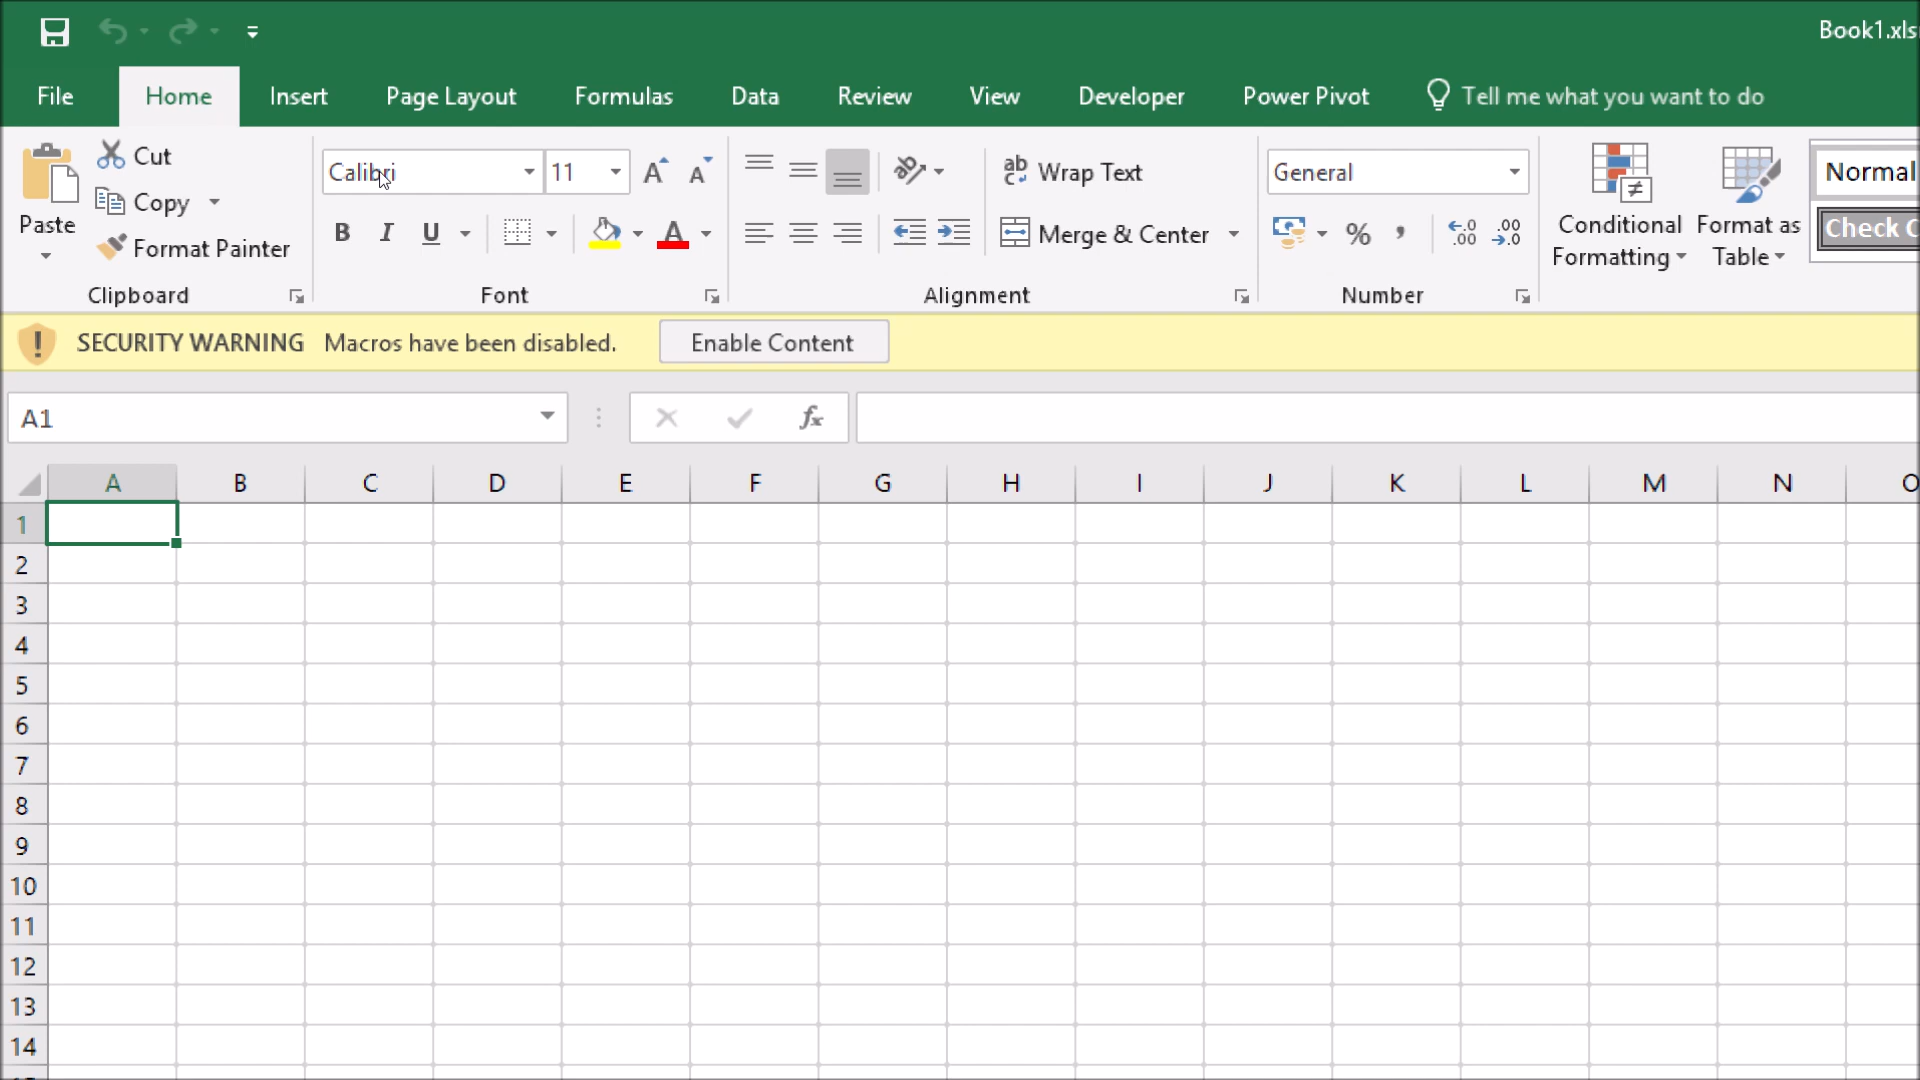 Book1.xls
File Home Insert Page Layout Formulas Data Review View Developer Power Pivot Tell me what you want to do
Paste
Cut
Copy
Format Painter
Clipboard
Calibri 11
B I U
Font
Wrap Text
Merge & Center
Alignment
General
% ,
Number
Conditional Formatting
Format as Table
Normal
Check C
SECURITY WARNING Macros have been disabled. Enable Content
A1 fx
A B C D E F G H I J K L M N O
1
2
3
4
5
6
7
8
9
10
11
12
13
14